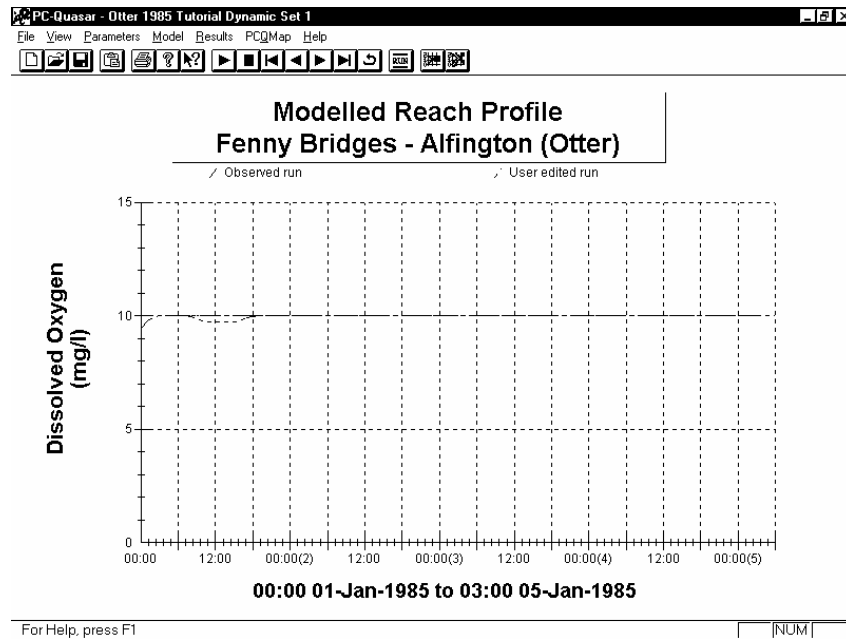 PC-Quasar - Otter 1985 Tutorial Dynamic Set 1
File View Parameters Model Results PCQMap Help
RUN
Modelled Reach Profile
Fenny Bridges - Alfington (Otter)
Observed run User edited run
15
10
5
0
Dissolved Oxygen
(mg/l)
00:00 12:00 00:00(2) 12:00 00:00(3) 12:00 00:00(4) 12:00 00:00(5)
00:00 01-Jan-1985 to 03:00 05-Jan-1985
For Help, press F1 NUM